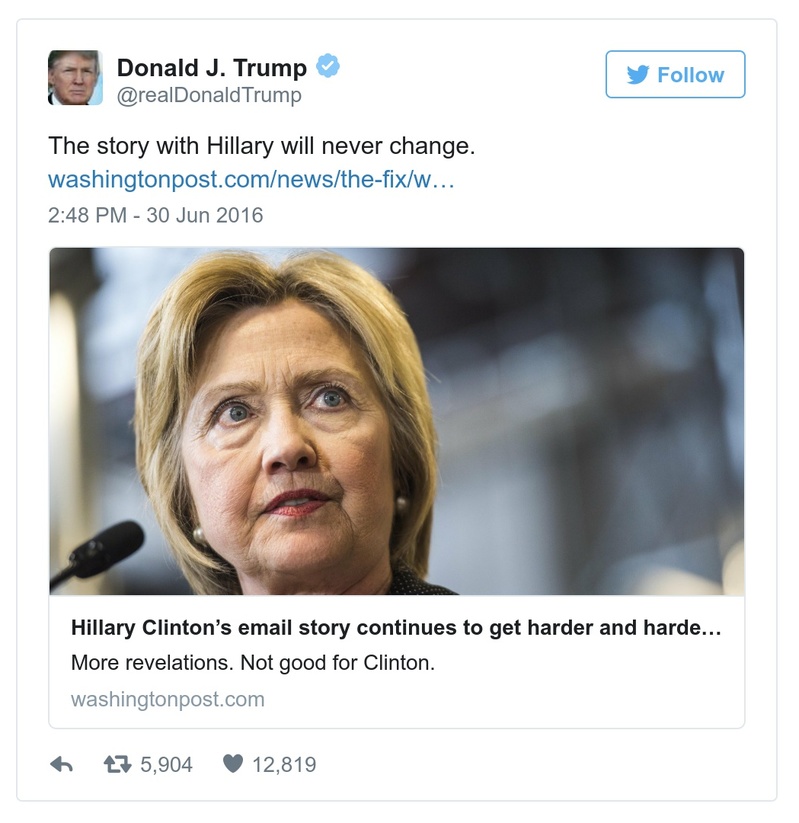 Donald J. Trump
@realDonaldTrump
Follow
The story with Hillary will never change.
washingtonpost.com/news/the-fix/w…
2:48 PM - 30 Jun 2016
Hillary Clinton’s email story continues to get harder and harde…
More revelations. Not good for Clinton.
washingtonpost.com
5,904 12,819